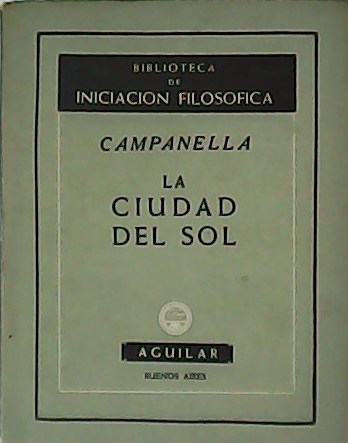 BIBLIOTECA
DE
INICIACION FILOSOFICA
CAMPANELLA
LA
CIUDAD
DEL SOL
AGUILAR
BUENOS AIRES